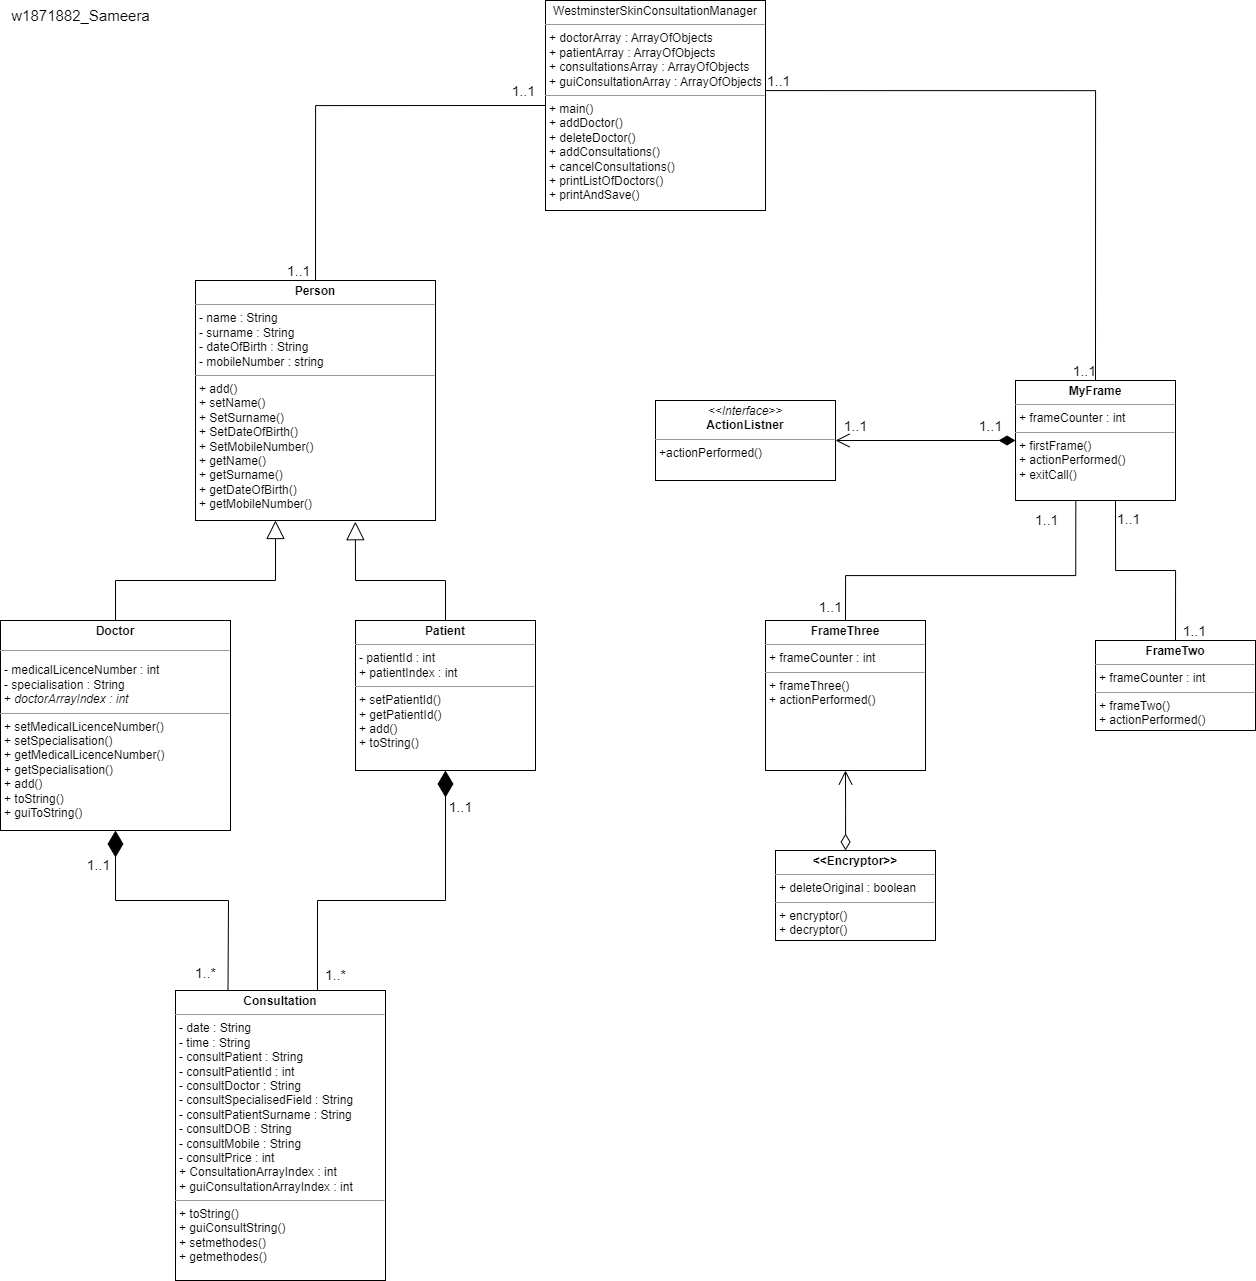 w1871882_Sameera
WestminsterSkinConsultationManager
+ doctorArray : ArrayOfObjects
+ patientArray : ArrayOfObjects
+ consultationsArray : ArrayOfObjects
+ guiConsultationArray : ArrayOfObjects
+ main()
+ addDoctor()
+ deleteDoctor()
+ addConsultations()
+ cancelConsultations()
+ printListOfDoctors()
+ printAndSave()
1..1
1..1
1..1
1..1
Person
- name : String
- surname : String
- dateOfBirth : String
- mobileNumber : string
+ add()
+ setName()
+ SetSurname()
+ SetDateOfBirth()
+ SetMobileNumber()
+ getName()
+ getSurname()
+ getDateOfBirth()
+ getMobileNumber()
<<Interface>>
ActionListner
+actionPerformed()
1..1
1..1
MyFrame
+ frameCounter : int
+ firstFrame()
+ actionPerformed()
+ exitCall()
1..1
1..1
1..1
1..1
Doctor
- medicalLicenceNumber : int
- specialisation : String
+ doctorArrayIndex : int
+ setMedicalLicenceNumber()
+ setSpecialisation()
+ getMedicalLicenceNumber()
+ getSpecialisation()
+ add()
+ toString()
+ guiToString()
Patient
- patientId : int
+ patientIndex : int
+ setPatientId()
+ getPatientId()
+ add()
+ toString()
FrameThree
+ frameCounter : int
+ frameThree()
+ actionPerformed()
FrameTwo
+ frameCounter : int
+ frameTwo()
+ actionPerformed()
1..1
1..1
<<Encryptor>>
+ deleteOriginal : boolean
+ encryptor()
+ decryptor()
1..*
1..*
Consultation
- date : String
- time : String
- consultPatient : String
- consultPatientId : int
- consultDoctor : String
- consultSpecialisedField : String
- consultPatientSurname : String
- consultDOB : String
- consultMobile : String
- consultPrice : int
+ ConsultationArrayIndex : int
+ guiConsultationArrayIndex : int
+ toString()
+ guiConsultString()
+ setmethodes()
+ getmethodes()